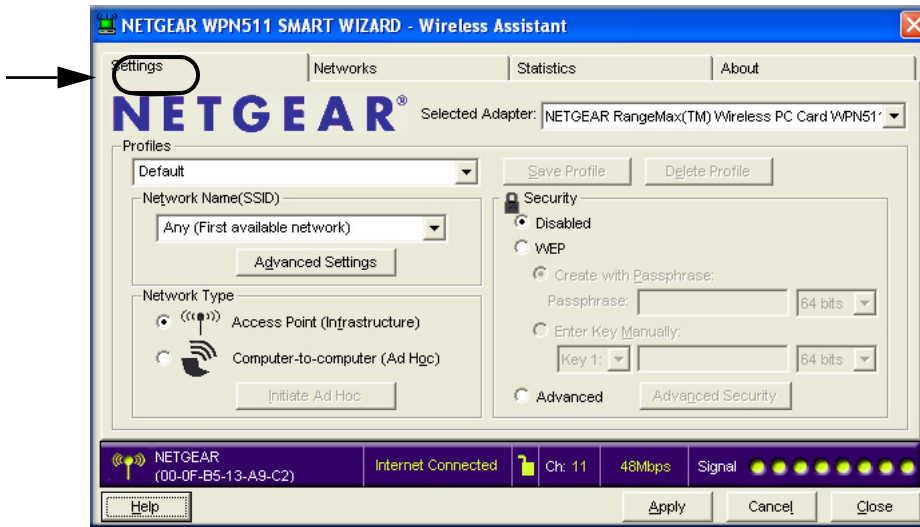 NETGEAR WPN511 SMART WIZARD - Wireless Assistant
Settings Networks Statistics About
NETGEAR® Selected Adapter: NETGEAR RangeMax(TM) Wireless PC Card WPN511
Profiles
Default Save Profile Delete Profile
Network Name(SSID)
Any (First available network)
Advanced Settings
Security
Disabled
WEP
Create with Passphrase:
Passphrase: 64 bits
Enter Key Manually:
Key 1: 64 bits
Advanced Advanced Security
Network Type
Access Point (Infrastructure)
Computer-to-computer (Ad Hoc)
Initiate Ad Hoc
NETGEAR
(00-0F-B5-13-A9-C2)
Internet Connected Ch: 11 48Mbps Signal
Help Apply Cancel Close